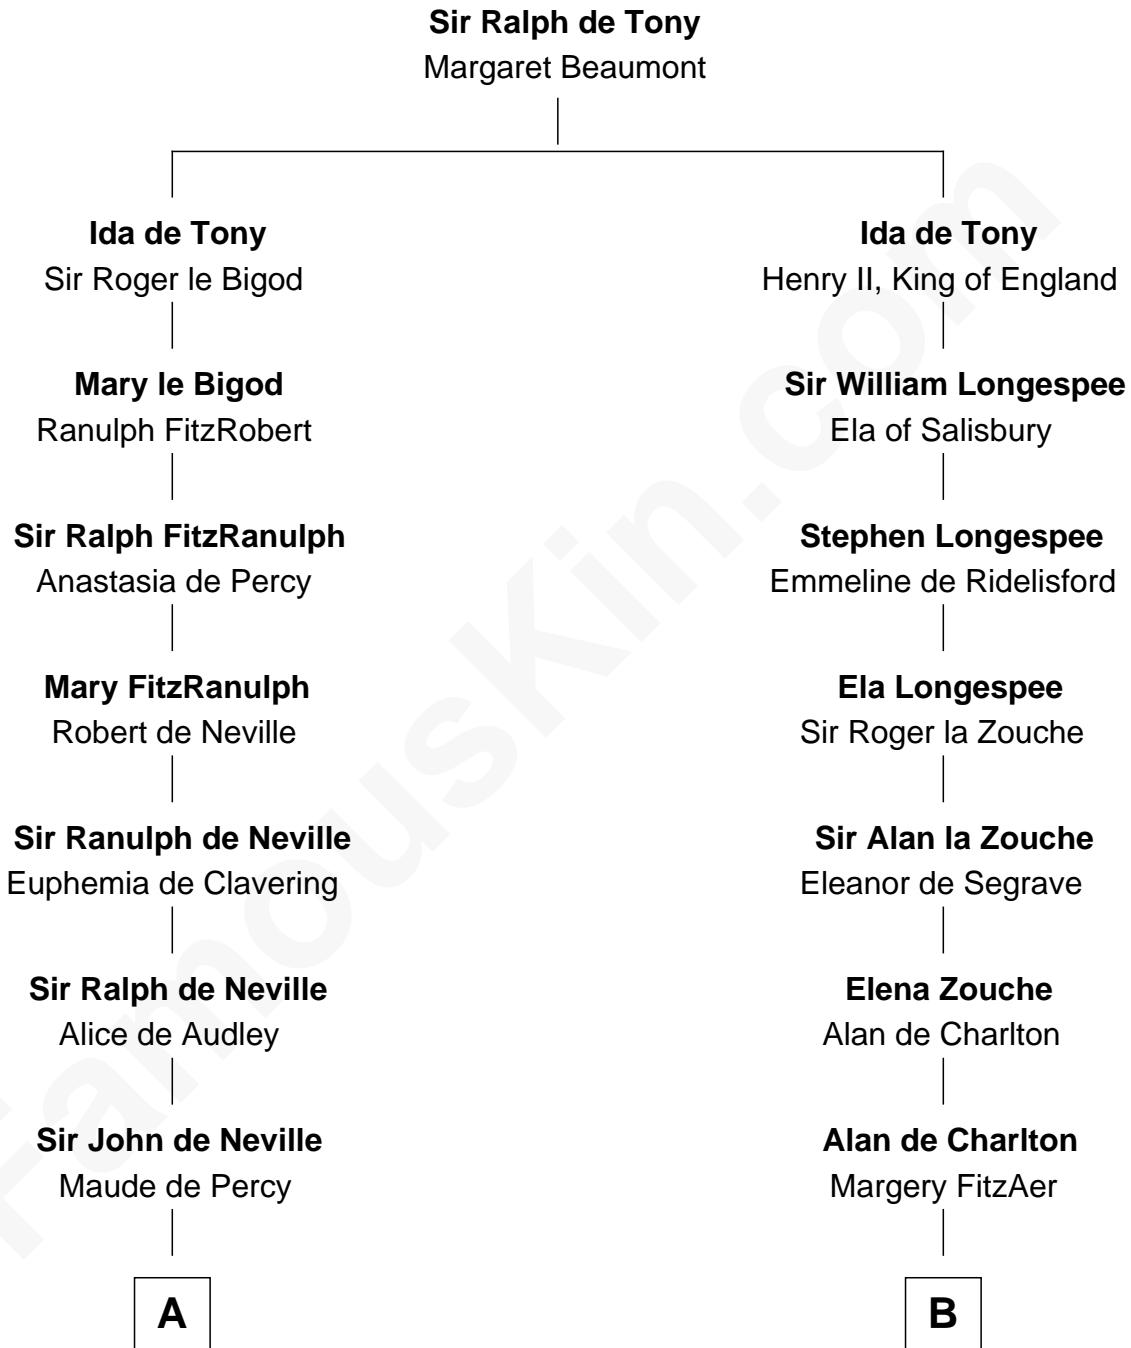 Sir Ralph de Tony
Margaret Beaumont
Ida de Tony
Sir Roger le Bigod
Mary le Bigod
Ranulph FitzRobert
Sir Ralph FitzRanulph
Anastasia de Percy
Mary FitzRanulph
Robert de Neville
Sir Ranulph de Neville
Euphemia de Clavering
Sir Ralph de Neville
Alice de Audley
Sir John de Neville
Maude de Percy
A
Ida de Tony
Henry II, King of England
Sir William Longespee
Ela of Salisbury
Stephen Longespee
Emmeline de Ridelisford
Ela Longespee
Sir Roger la Zouche
Sir Alan la Zouche
Eleanor de Segrave
Elena Zouche
Alan de Charlton
Alan de Charlton
Margery FitzAer
B
FamousKin.com